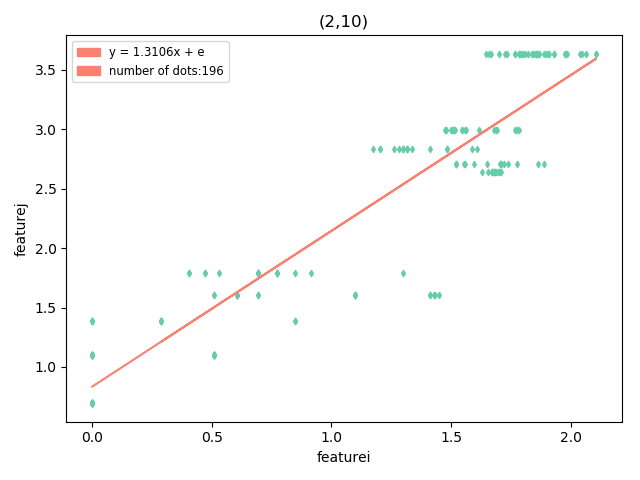 (2,10)
y = 1.3106x + e
number of dots:196
featurej
3.5
3.0
2.5
2.0
1.5
1.0
0.0 0.5 1.0 1.5 2.0
featurei